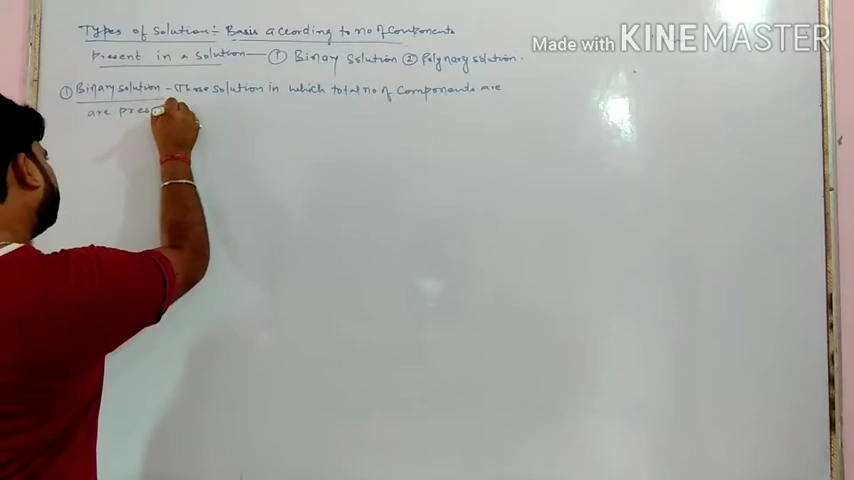 Types of solution ÷ Basis according to no of components
present in a solution — ① Binary solution ② Polynary solution.
Made with KINEMASTER
① Binary solution - Those solution in which total no of components are
are pres